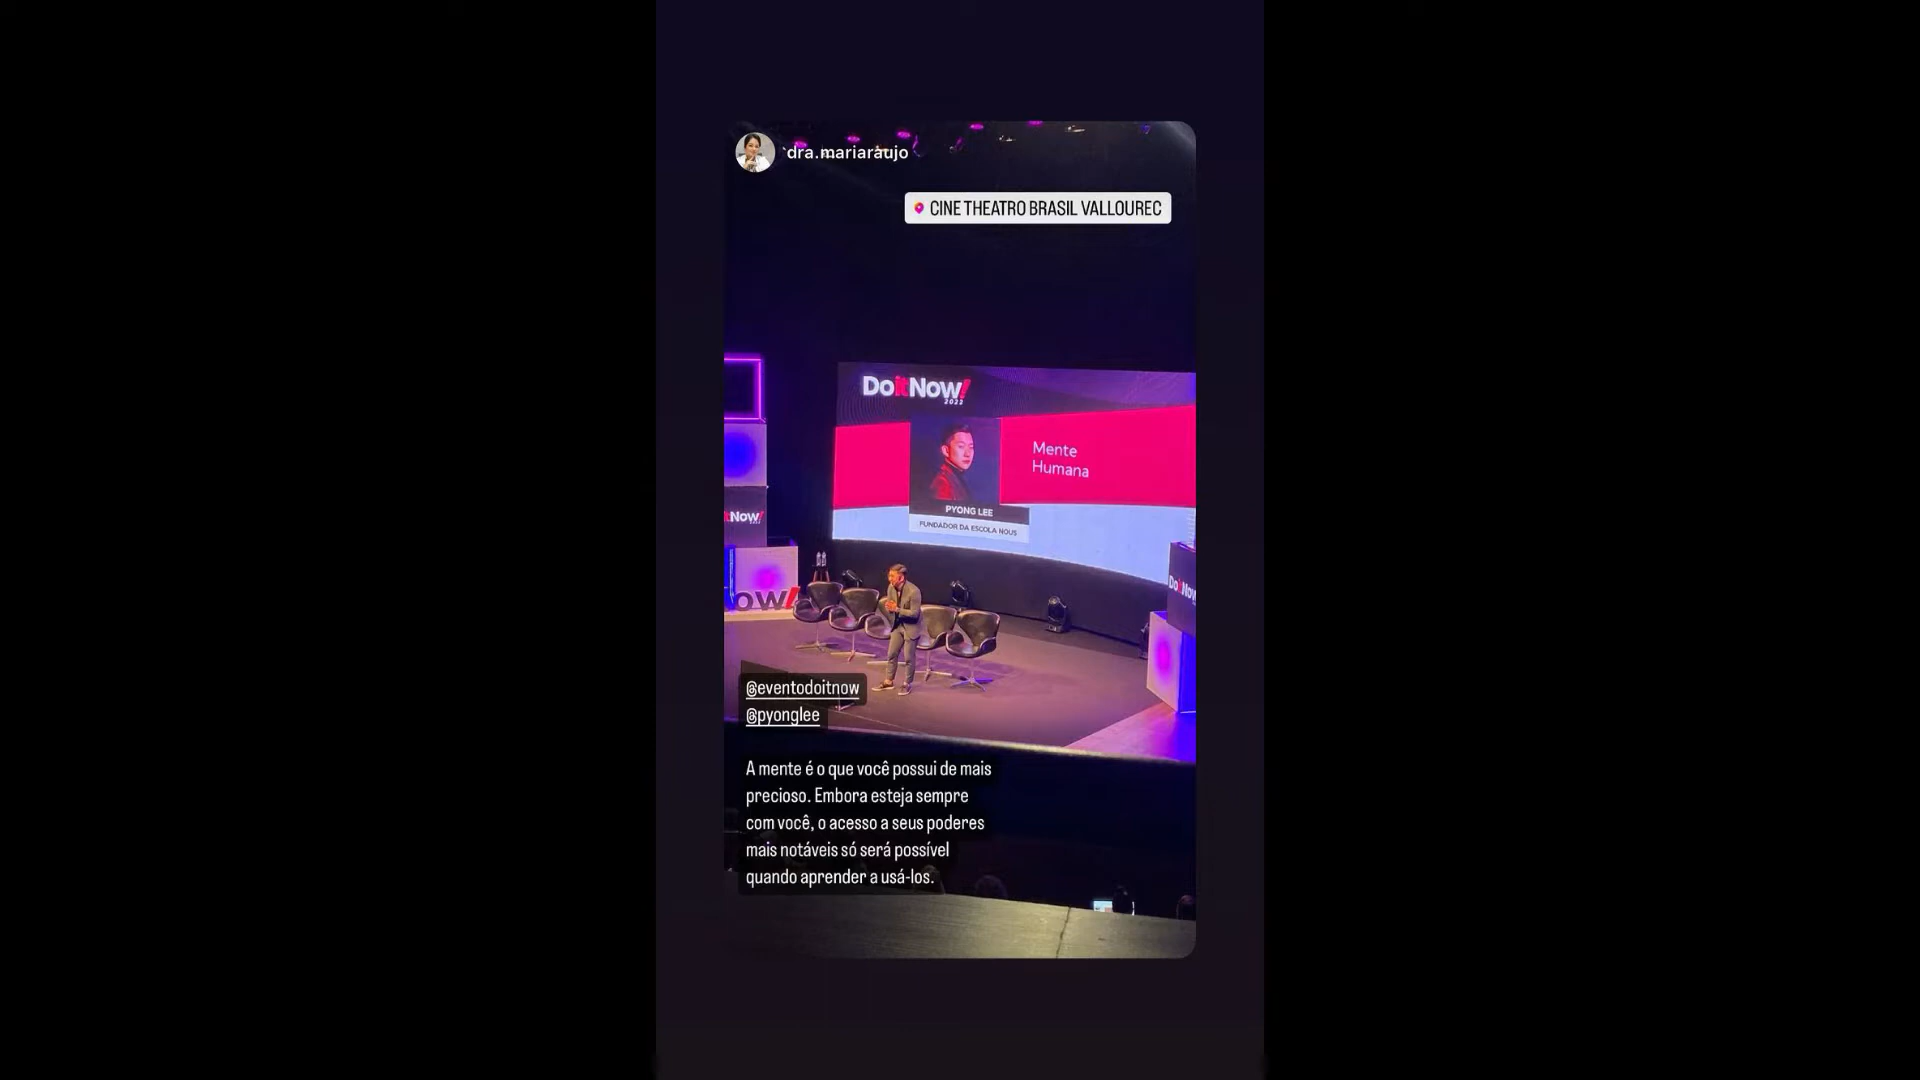 dra.mariaraujo
CINE THEATRO BRASIL VALLOUREC
DoitNow!
2022
Mente
Humana
PYONG LEE
FUNDADOR DA ESCOLA NOUS
tNow!
DoitNow
ow!
@eventodoitnow
@pyonglee
A mente é o que você possui de mais
precioso. Embora esteja sempre
com você, o acesso a seus poderes
mais notáveis só será possível
quando aprender a usá-los.